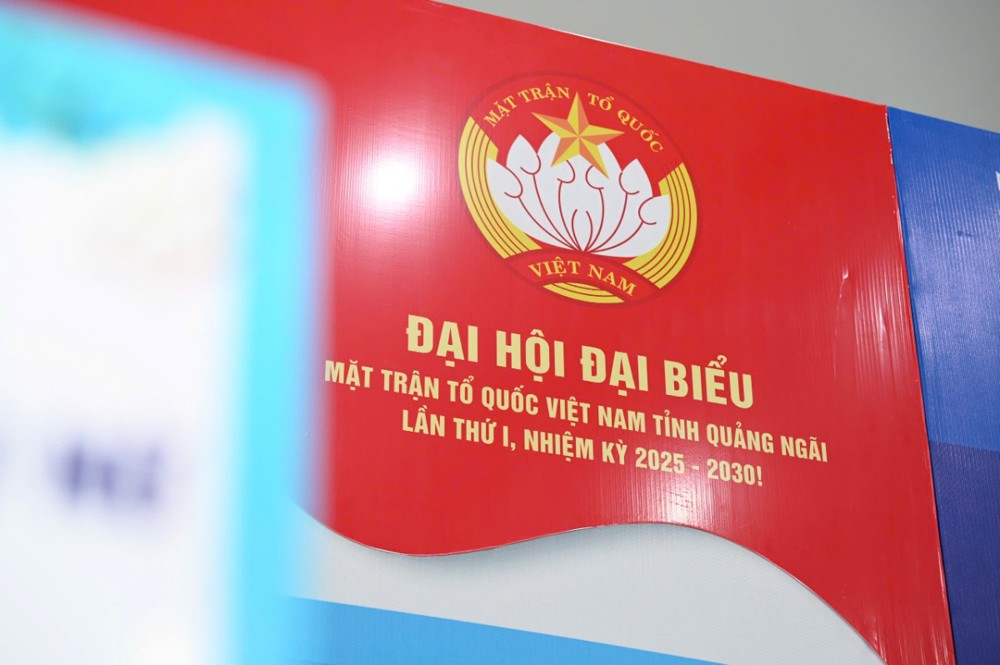 MẶT TRẬN TỔ QUỐC
VIỆT NAM
ĐẠI HỘI ĐẠI BIỂU
MẶT TRẬN TỔ QUỐC VIỆT NAM TỈNH QUẢNG NGÃI
LẦN THỨ I, NHIỆM KỲ 2025 - 2030!